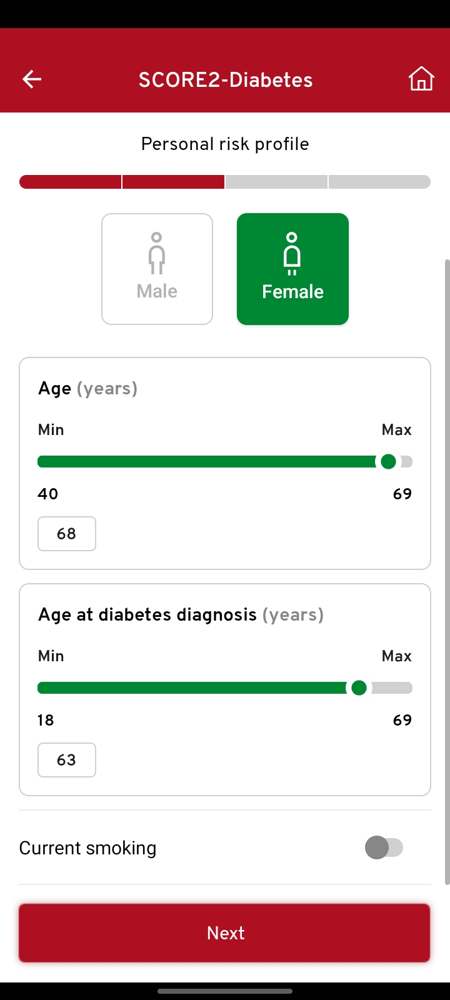 SCORE2-Diabetes
Personal risk profile
Male Female
Age (years)
Min Max
40 69
68
Age at diabetes diagnosis (years)
Min Max
18 69
63
Current smoking
Next